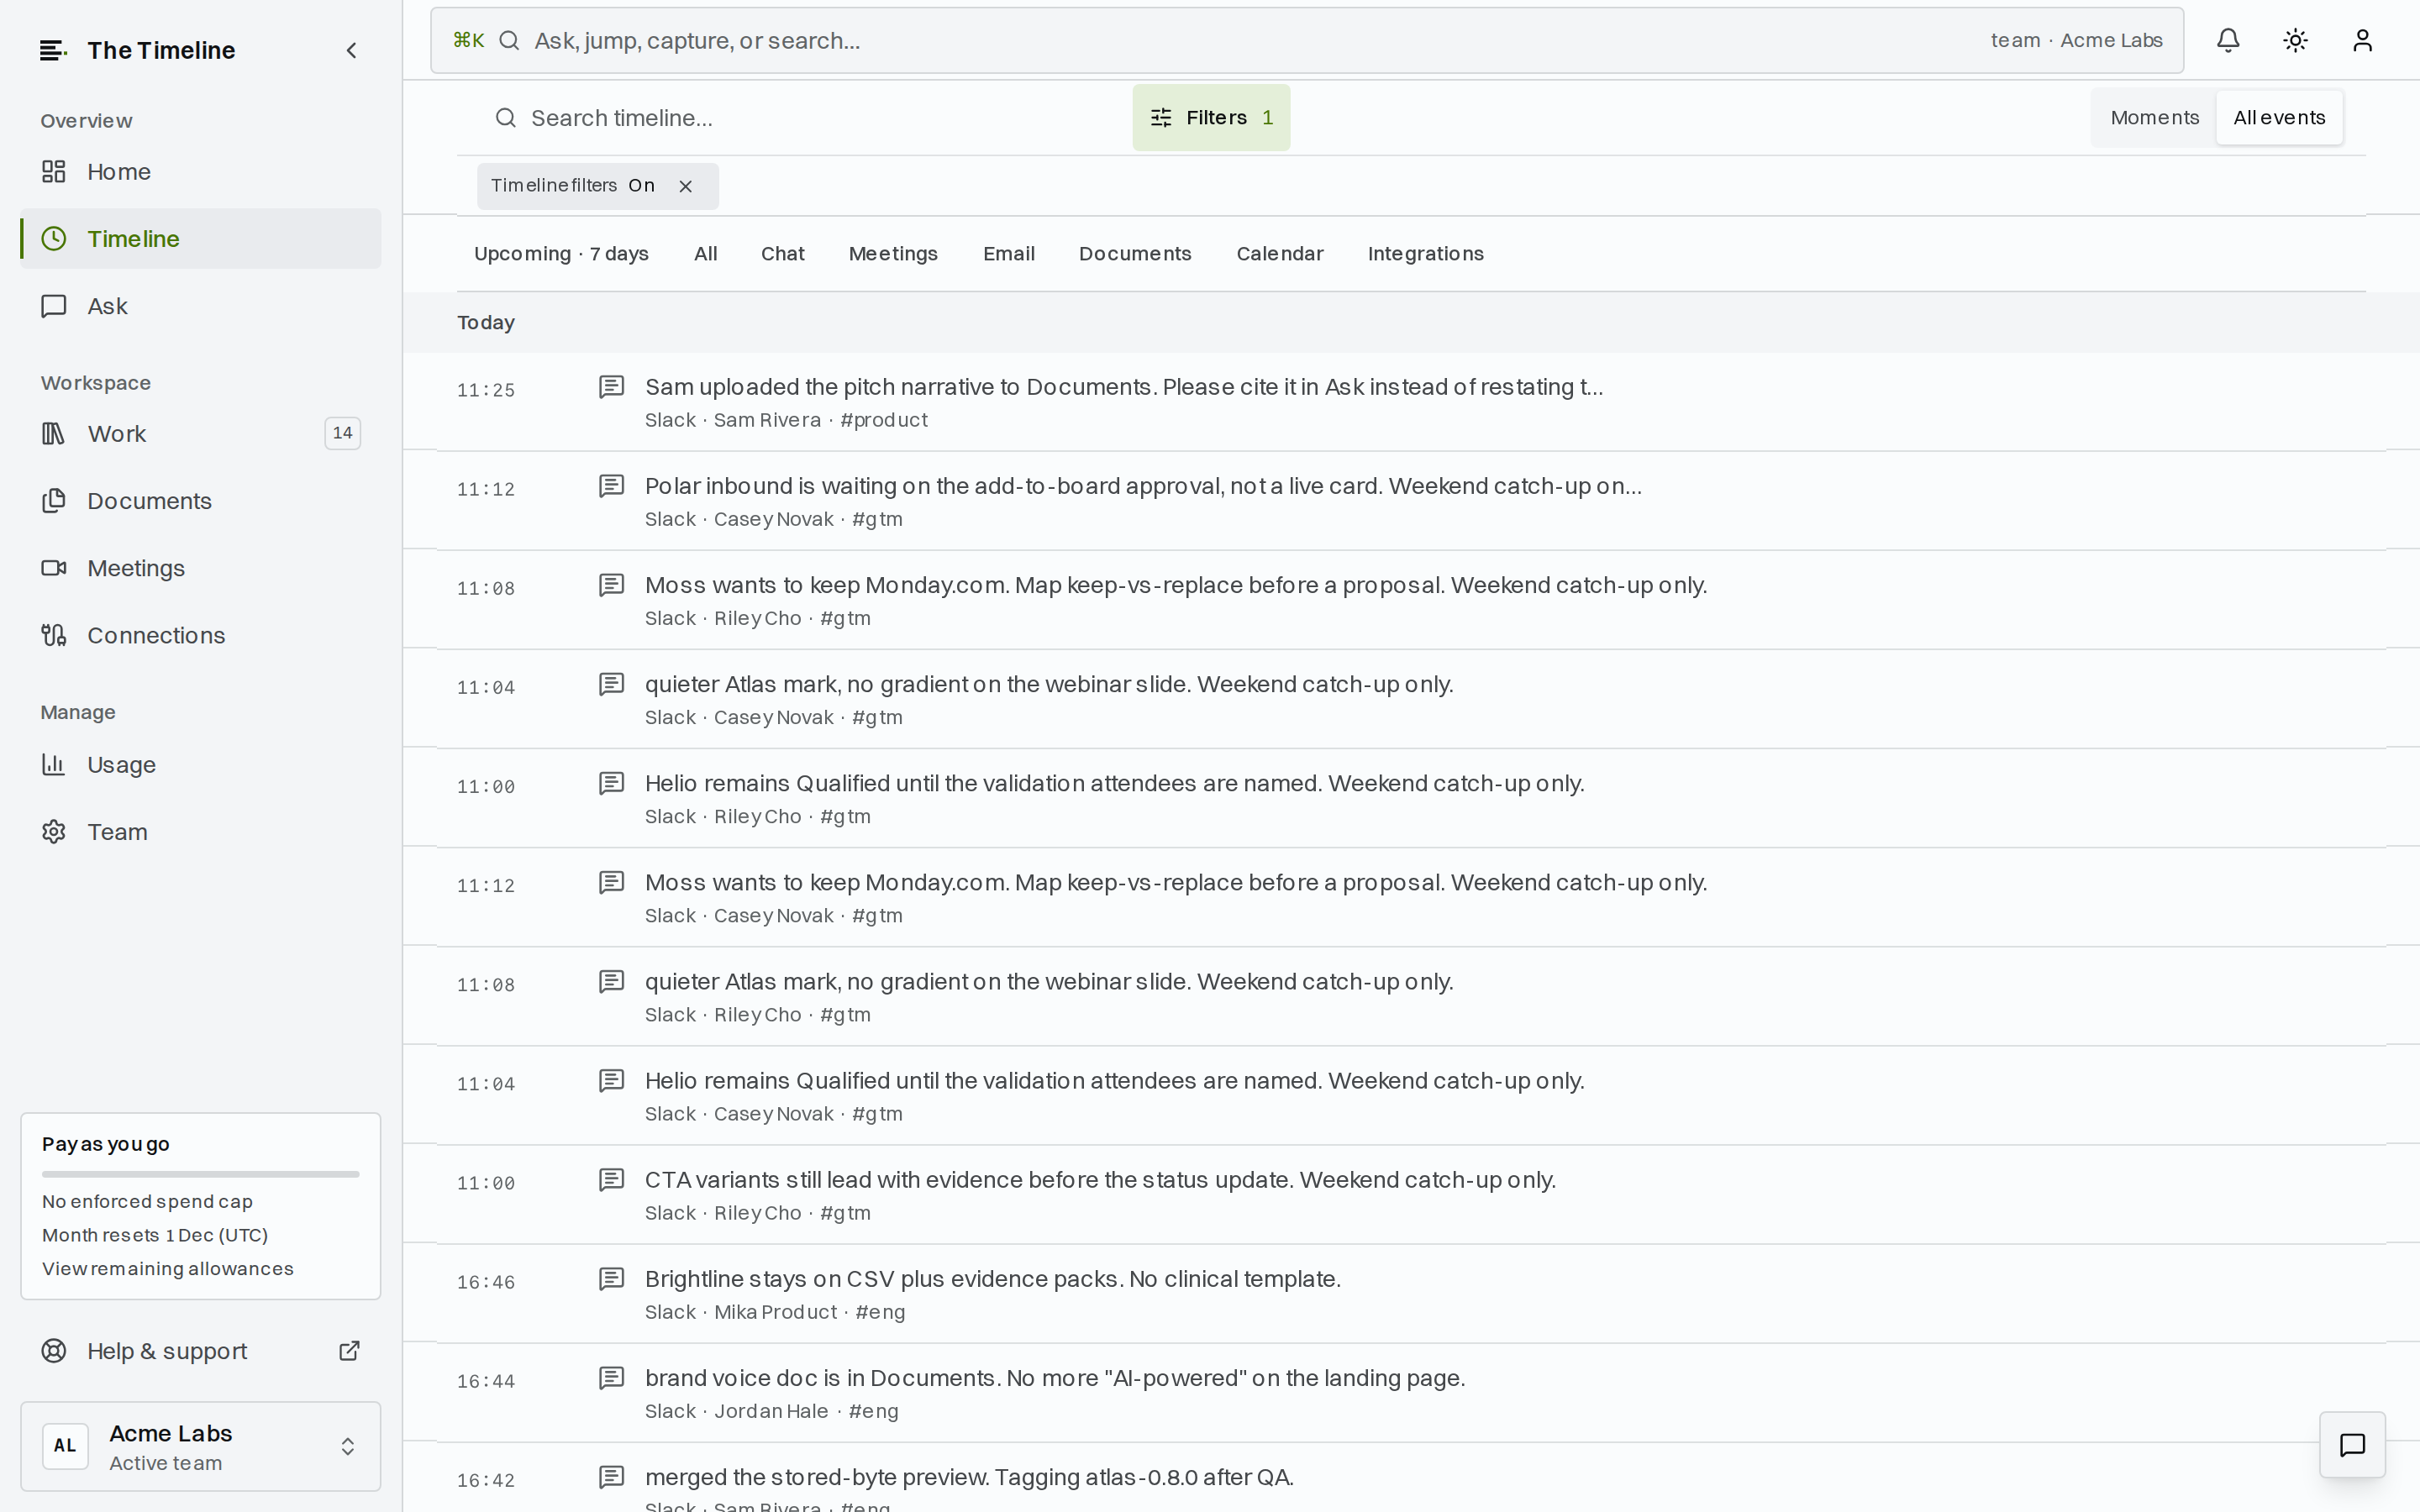 The Timeline
Overview
Home
Timeline
Ask
Workspace
Work 14
Documents
Meetings
Connections
Manage
Usage
Team
Pay as you go
No enforced spend cap
Month resets 1 Dec (UTC)
View remaining allowances
Help & support
AL Acme Labs
Active team
⌘K Ask, jump, capture, or search... team · Acme Labs
Search timeline... Filters 1 Moments All events
Timeline filters On
Upcoming · 7 days All Chat Meetings Email Documents Calendar Integrations
Today
11:25 Sam uploaded the pitch narrative to Documents. Please cite it in Ask instead of restating t...
Slack · Sam Rivera · #product
11:12 Polar inbound is waiting on the add-to-board approval, not a live card. Weekend catch-up on...
Slack · Casey Novak · #gtm
11:08 Moss wants to keep Monday.com. Map keep-vs-replace before a proposal. Weekend catch-up only.
Slack · Riley Cho · #gtm
11:04 quieter Atlas mark, no gradient on the webinar slide. Weekend catch-up only.
Slack · Casey Novak · #gtm
11:00 Helio remains Qualified until the validation attendees are named. Weekend catch-up only.
Slack · Riley Cho · #gtm
11:12 Moss wants to keep Monday.com. Map keep-vs-replace before a proposal. Weekend catch-up only.
Slack · Casey Novak · #gtm
11:08 quieter Atlas mark, no gradient on the webinar slide. Weekend catch-up only.
Slack · Riley Cho · #gtm
11:04 Helio remains Qualified until the validation attendees are named. Weekend catch-up only.
Slack · Casey Novak · #gtm
11:00 CTA variants still lead with evidence before the status update. Weekend catch-up only.
Slack · Riley Cho · #gtm
16:46 Brightline stays on CSV plus evidence packs. No clinical template.
Slack · Mika Product · #eng
16:44 brand voice doc is in Documents. No more "AI-powered" on the landing page.
Slack · Jordan Hale · #eng
16:42 merged the stored-byte preview. Tagging atlas-0.8.0 after QA.
Slack · Sam Rivera · #eng